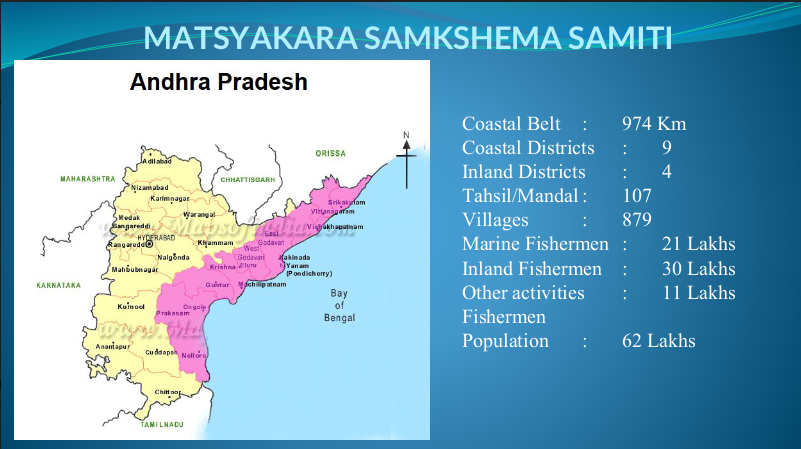 MATSYAKARA SAMKSHEMA SAMITI
Andhra Pradesh
N
ORISSA
Adilabad
MAHARASHTRA
CHHATTISGARH
Nizamabad
Karimnagar
Srikakulam
Vizianagaram
Medak
Warangal
Sangareddi
Vishakhapatnam
www.Mapsofindia.com
HYDERABAD
Rangareddi
Khammam
East
Godavari
West
Godavari
Kakinada
Nalgonda
Eluru
Yanam
(Pondicherry)
Mahbubnagar
Krishna
KARNATAKA
Guntur
Machilipatnam
Bay
of
Bengal
Kurnool
Ongole
Prakasam
www.Ma
Anantapur
Cuddapah
Nellore
Chittoor
TAMILNADU
Coastal Belt : 974 Km
Coastal Districts : 9
Inland Districts : 4
Tahsil/Mandal : 107
Villages : 879
Marine Fishermen : 21 Lakhs
Inland Fishermen : 30 Lakhs
Other activities : 11 Lakhs
Fishermen
Population : 62 Lakhs